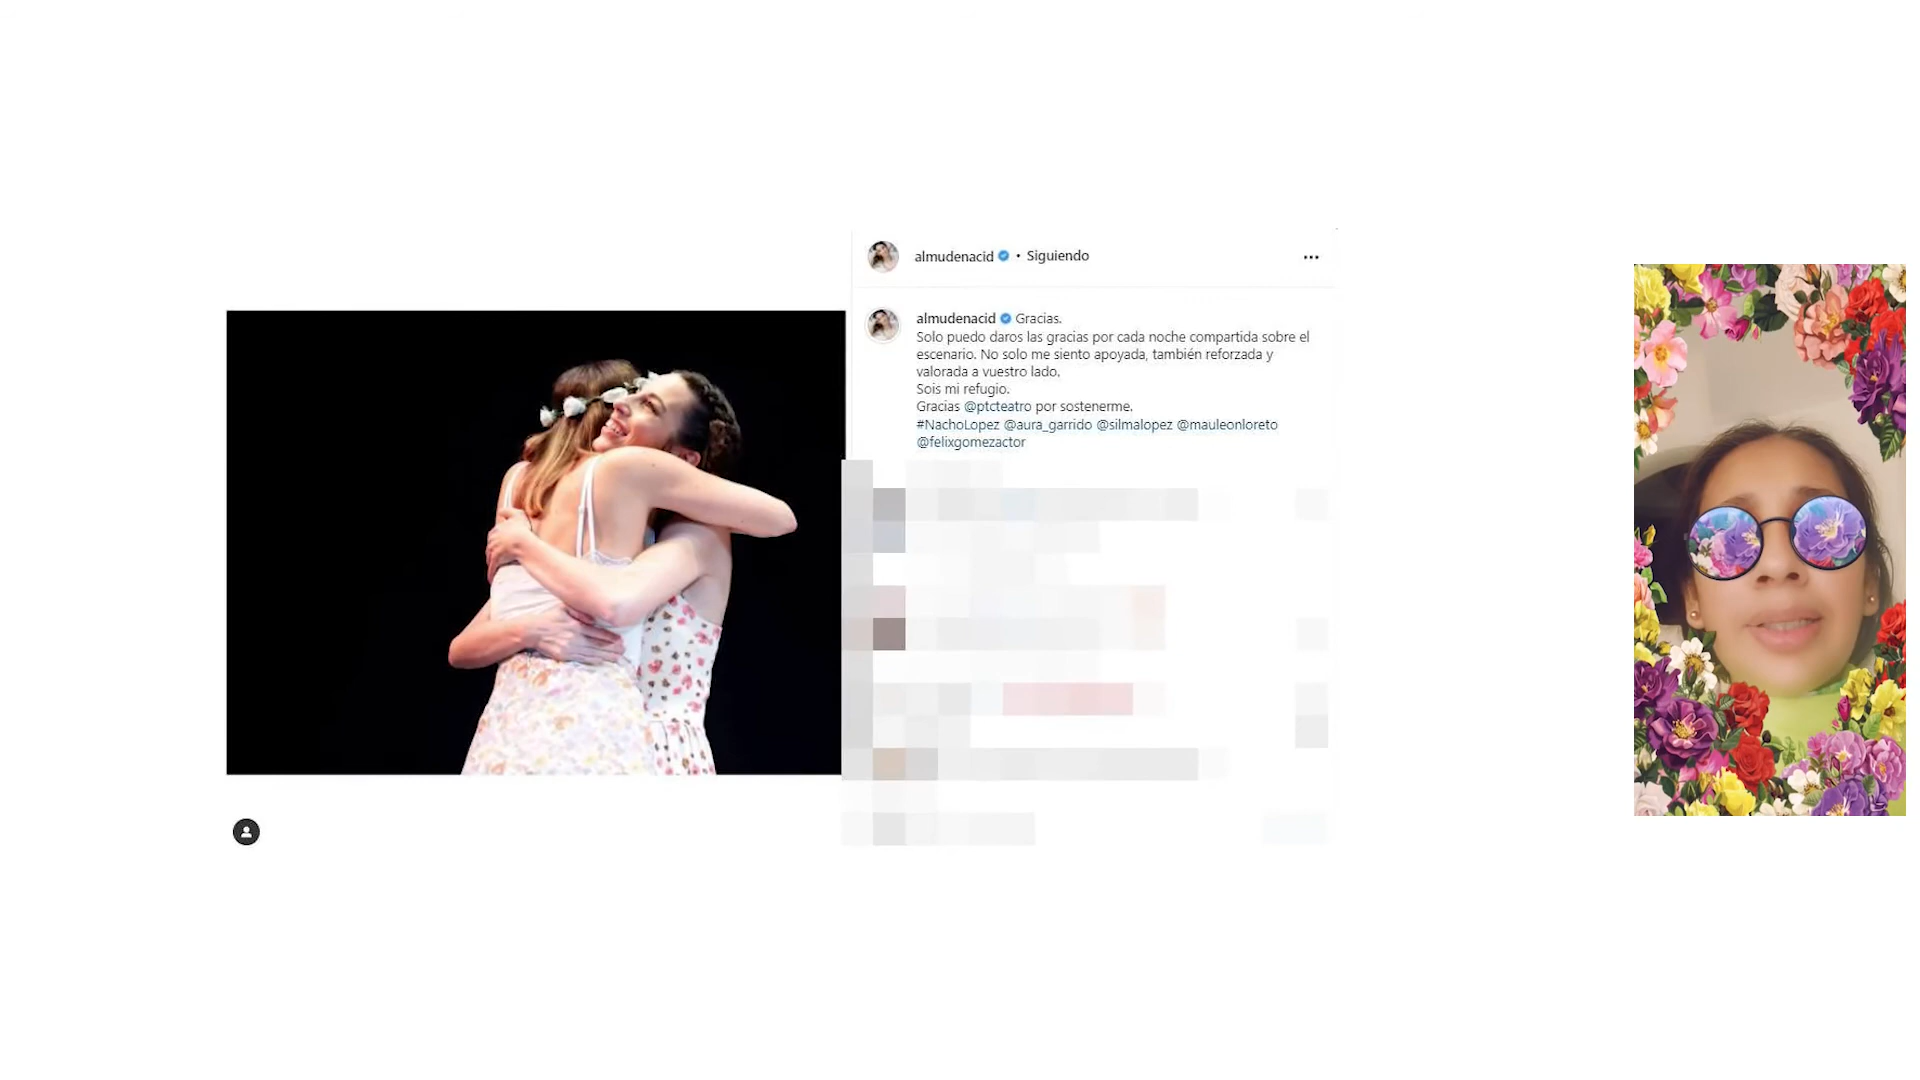 almudenacid • Siguiendo
almudenacid Gracias.
Solo puedo daros las gracias por cada noche compartida sobre el
escenario. No solo me siento apoyada, también reforzada y
valorada a vuestro lado.
Sois mi refugio.
Gracias @ptcteatro por sostenerme.
#NachoLopez @aura_garrido @silmalopez @mauleonloreto
@felixgomezactor